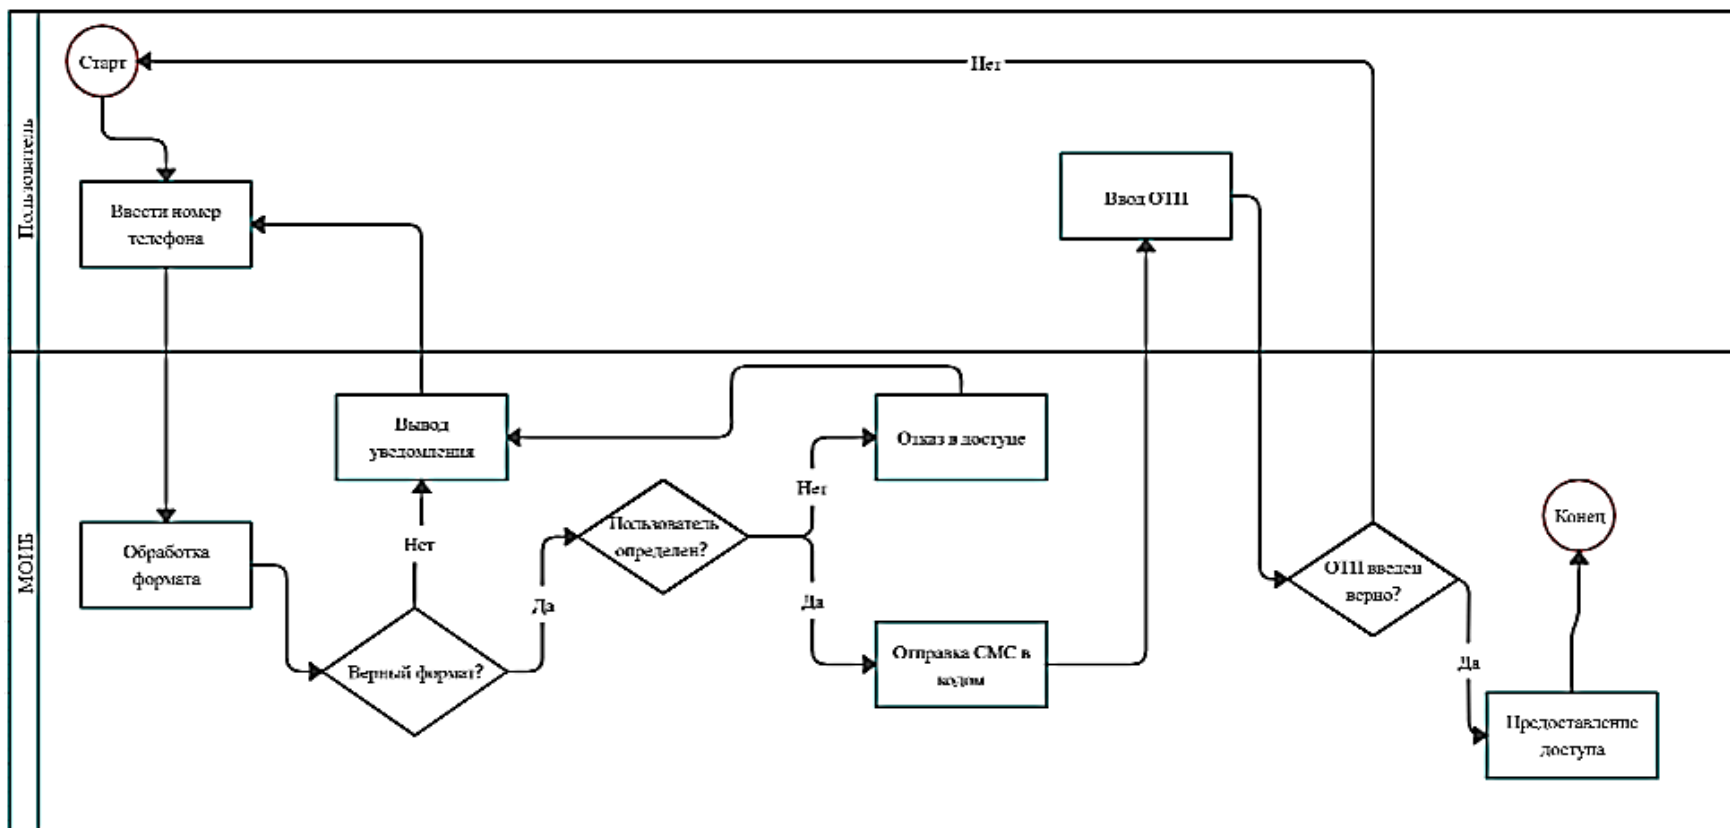 Пользователь
Старт
Нет
Ввести номер
телефона
Ввод ОТП
Вывод
уведомления
Отказ в доступе
Нет
Пользователь
определен?
Нет
Да
Да
Обработка
формата
Верный формат?
Отправка СМС в
кодом
ОТП введен
верно?
Конец
Да
Предоставление
доступа